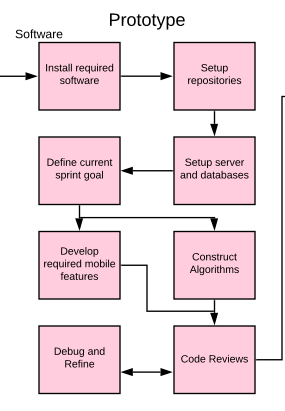 Prototype
Software
Install required
software
Setup
repositories
Define current
sprint goal
Setup server
and databases
Develop
required mobile
features
Construct
Algorithms
Debug and
Refine
Code Reviews